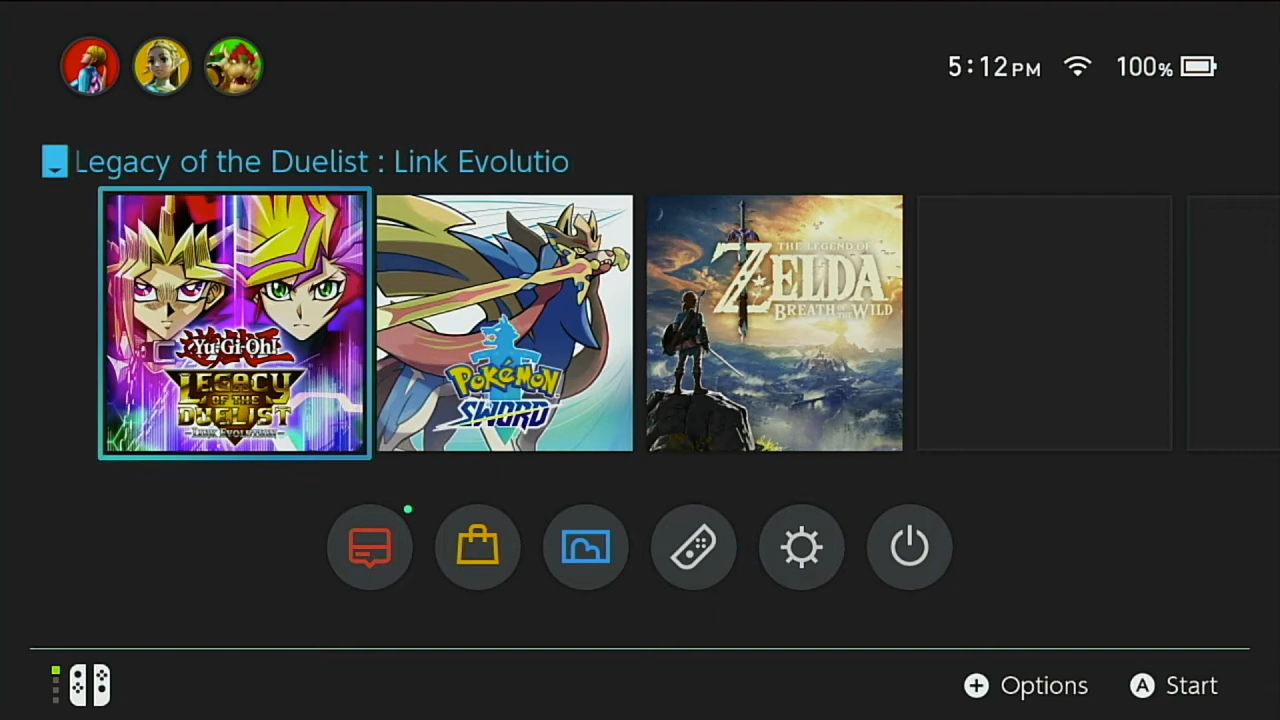 5:12PM 100%
Legacy of the Duelist : Link Evolutio
Yu-Gi-Oh!
LEGACY
OF THE
DUELIST
-LINK EVOLUTION-
POKÉMON
SWORD
THE LEGEND OF
ZELDA
BREATH OF THE WILD
Options
Start